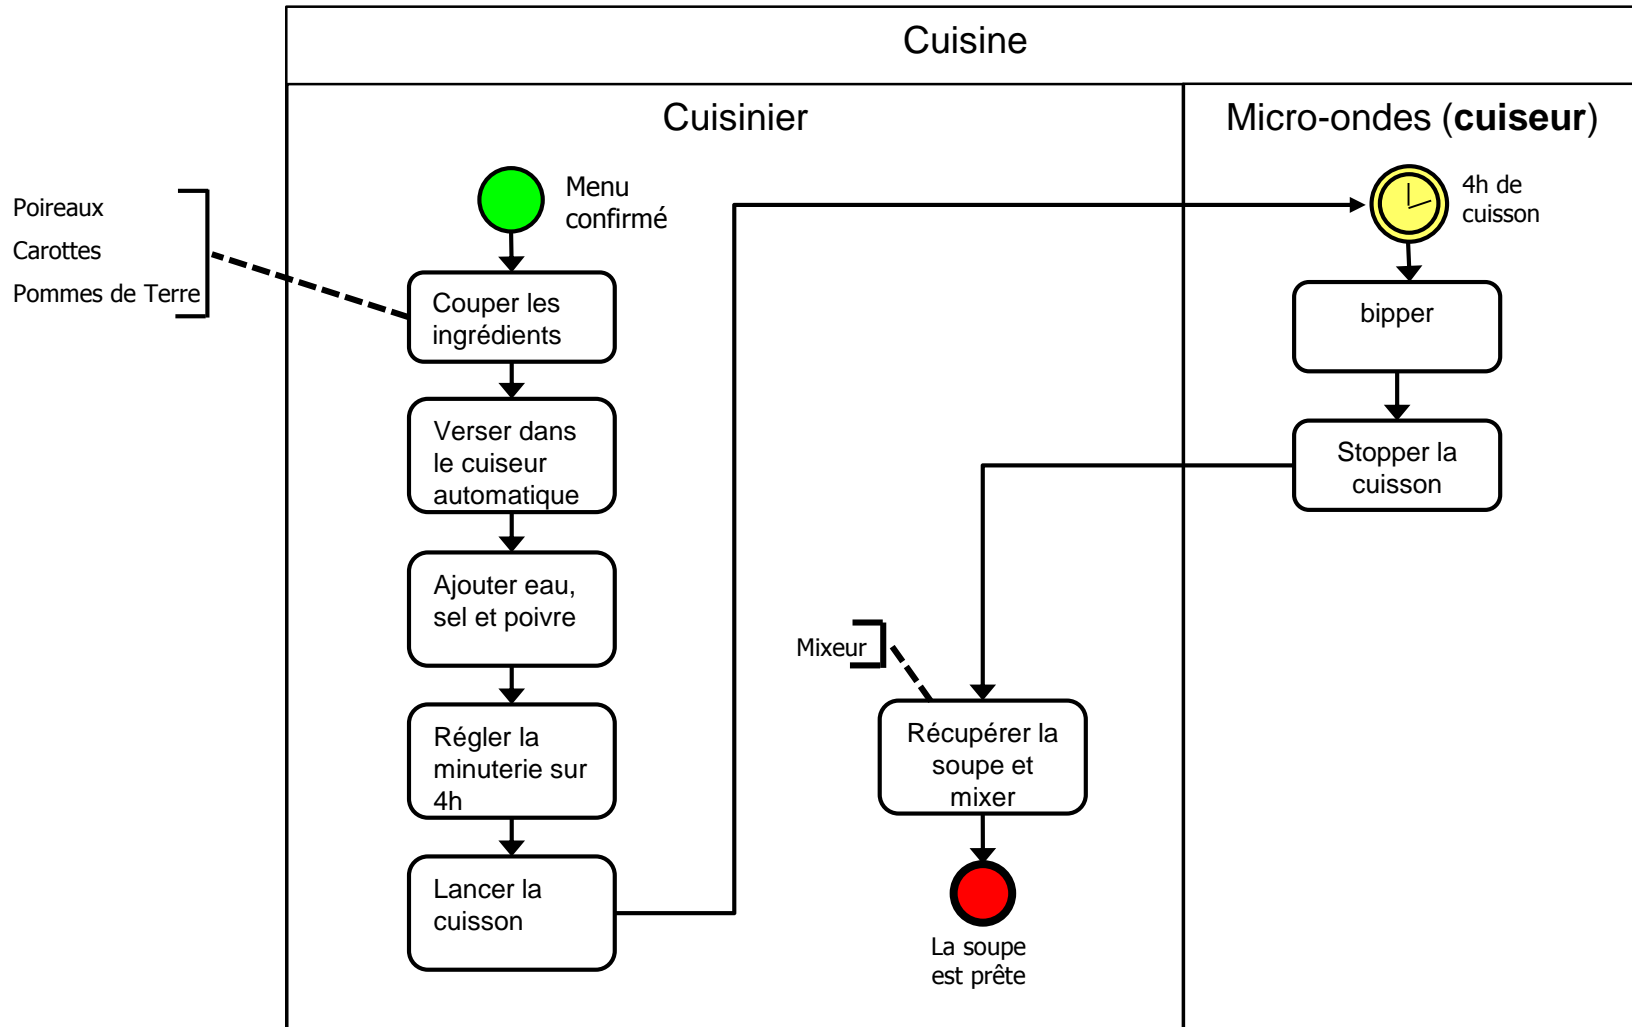 Cuisine
Cuisinier
Micro-ondes (cuiseur)
Poireaux
Carottes
Pommes de Terre
Menu
confirmé
4h de
cuisson
Couper les
ingrédients
bipper
Verser dans
le cuiseur
automatique
Stopper la
cuisson
Ajouter eau,
sel et poivre
Mixeur
Régler la
minuterie sur
4h
Récupérer la
soupe et
mixer
Lancer la
cuisson
La soupe
est prête